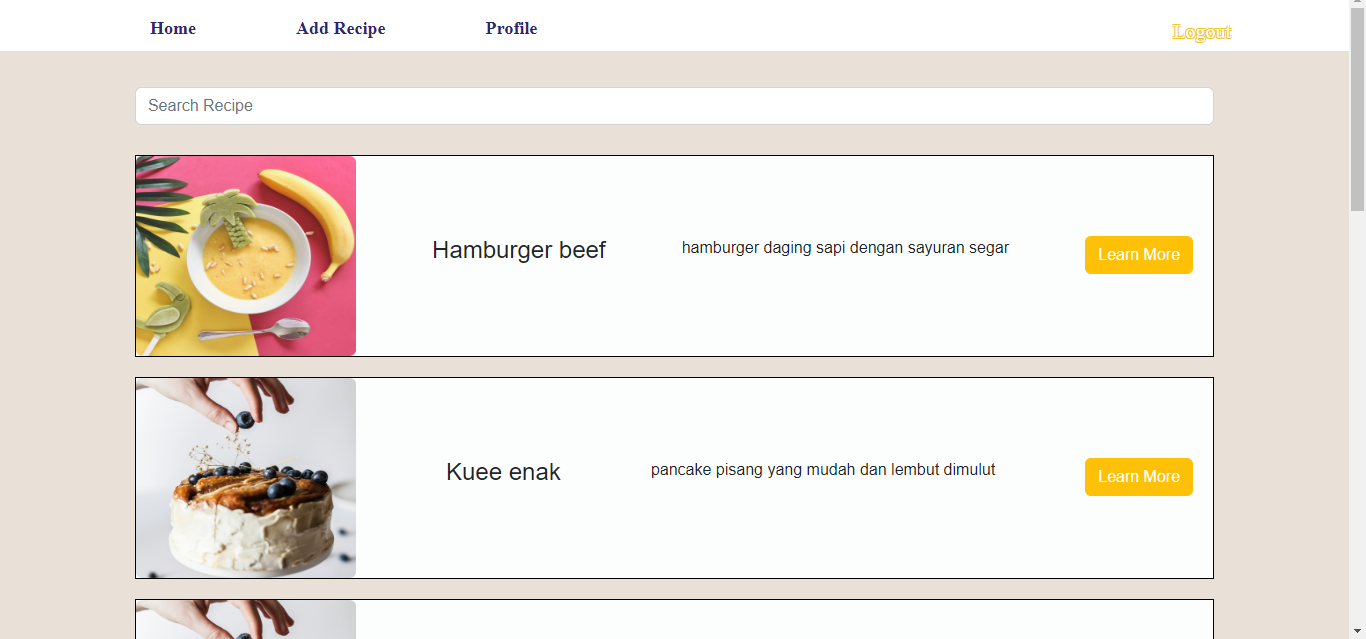 Home Add Recipe Profile Logout
Search Recipe
Hamburger beef hamburger daging sapi dengan sayuran segar Learn More
Kuee enak pancake pisang yang mudah dan lembut dimulut Learn More